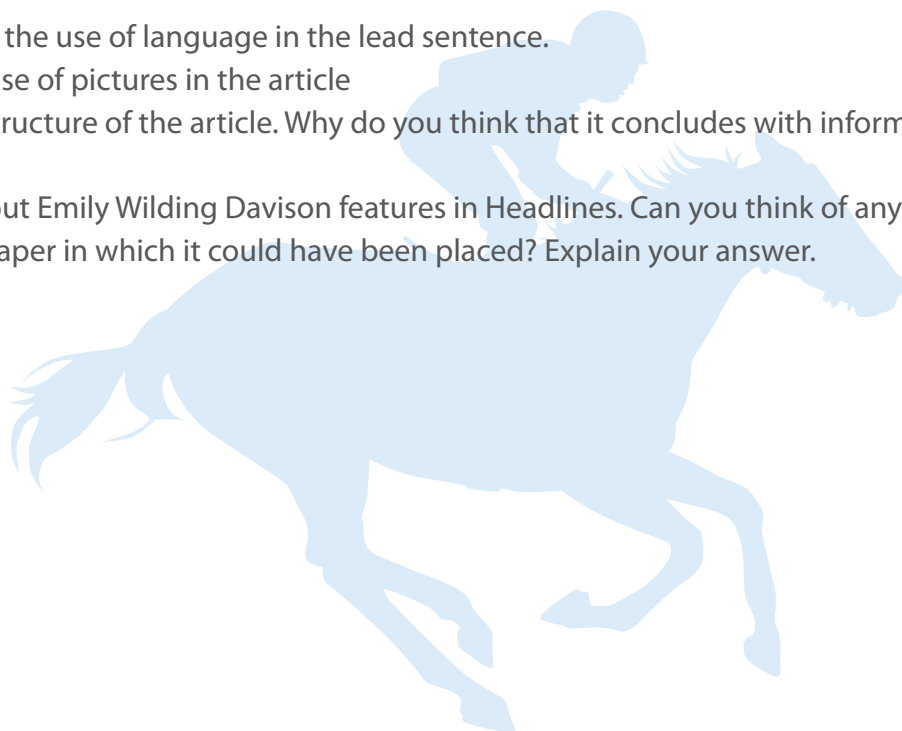 the use of language in the lead sentence.
se of pictures in the article
ructure of the article. Why do you think that it concludes with inform
out Emily Wilding Davison features in Headlines. Can you think of any
aper in which it could have been placed? Explain your answer.